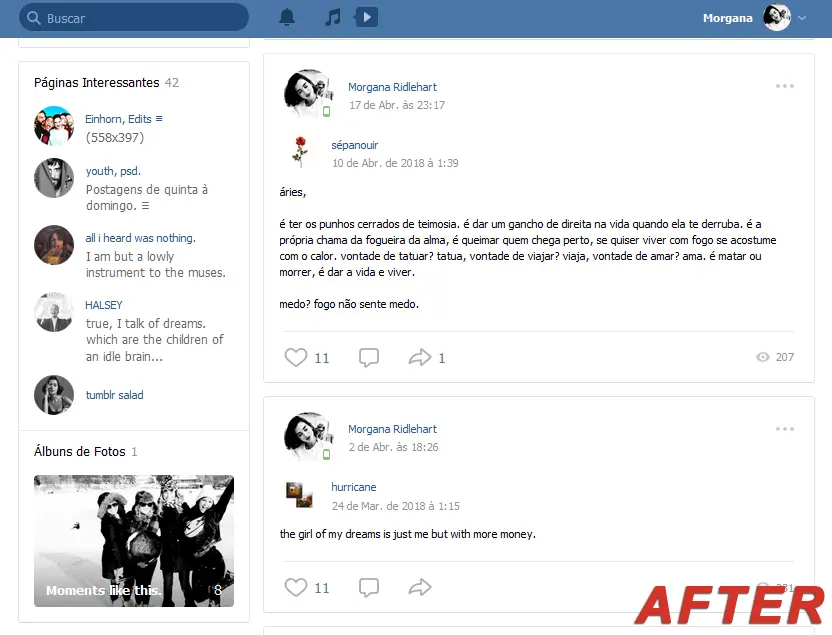 Buscar
Morgana
Páginas Interessantes 42
Einhorn, Edits ≡
(558x397)
youth, psd.
Postagens de quinta à
domingo. ≡
all i heard was nothing.
I am but a lowly
instrument to the muses.
HALSEY
true, I talk of dreams.
which are the children of
an idle brain...
tumblr salad
Álbuns de Fotos 1
Moments like this. 8
Morgana Ridlehart
17 de Abr. às 23:17
sépanouir
10 de Abr. de 2018 à 1:39
áries,
é ter os punhos cerrados de teimosia. é dar um gancho de direita na vida quando ela te derruba. é a
própria chama da fogueira da alma, é queimar quem chega perto, se quiser viver com fogo se acostume
com o calor. vontade de tatuar? tatua, vontade de viajar? viaja, vontade de amar? ama. é matar ou
morrer, é dar a vida e viver.
medo? fogo não sente medo.
11 1 207
Morgana Ridlehart
2 de Abr. às 18:26
hurricane
24 de Mar. de 2018 à 1:15
the girl of my dreams is just me but with more money.
11
AFTER